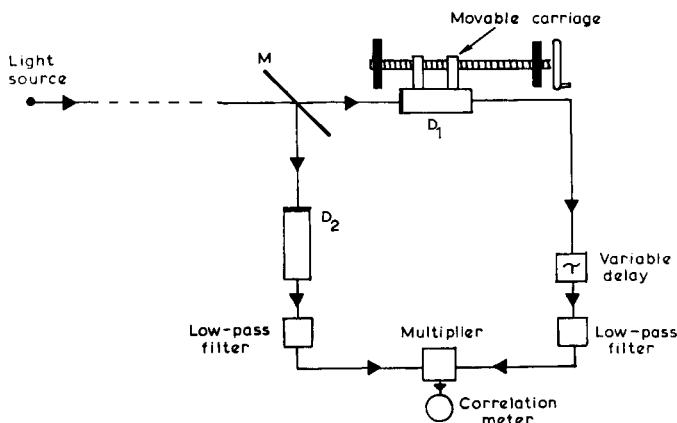 Movable carriage
Light
source
M
D1
D2
τ
Variable
delay
Low-pass
filter
Multiplier
Low-pass
filter
Correlation
meter